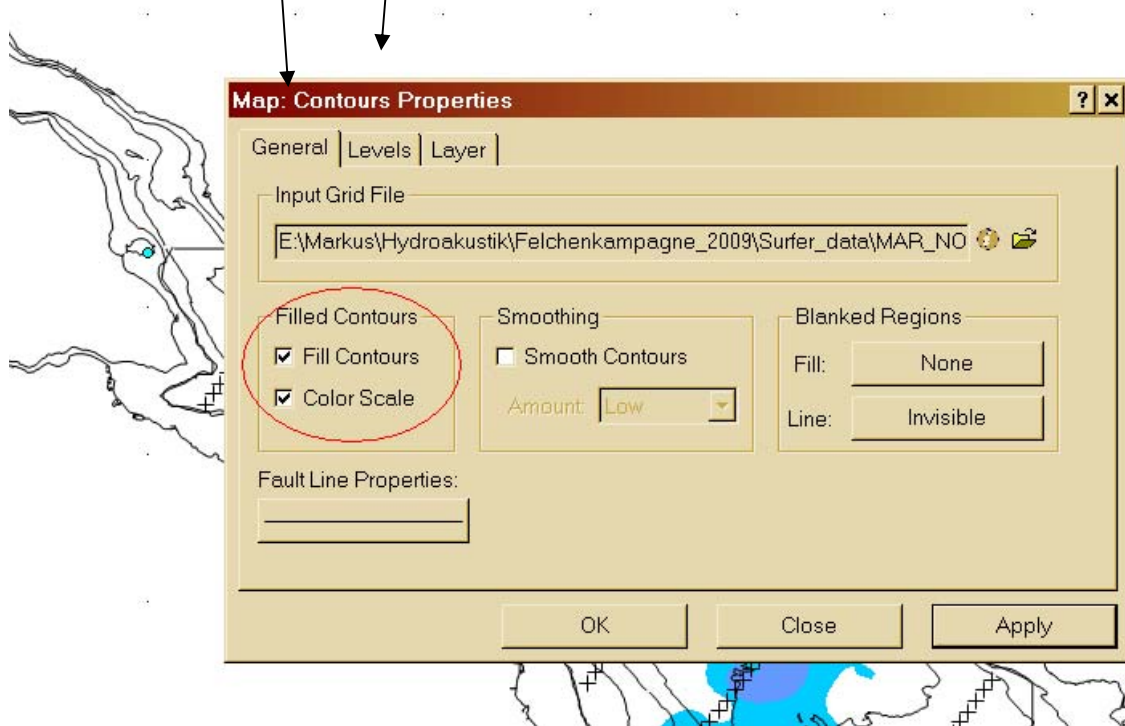 Map: Contours Properties
General Levels Layer
Input Grid File
E:\Markus\Hydroakustik\Felchenkampagne_2009\Surfer_data\MAR_NO
Filled Contours
Fill Contours
Color Scale
Smoothing
Smooth Contours
Amount: Low
Blanked Regions
Fill: None
Line: Invisible
Fault Line Properties:
OK Close Apply